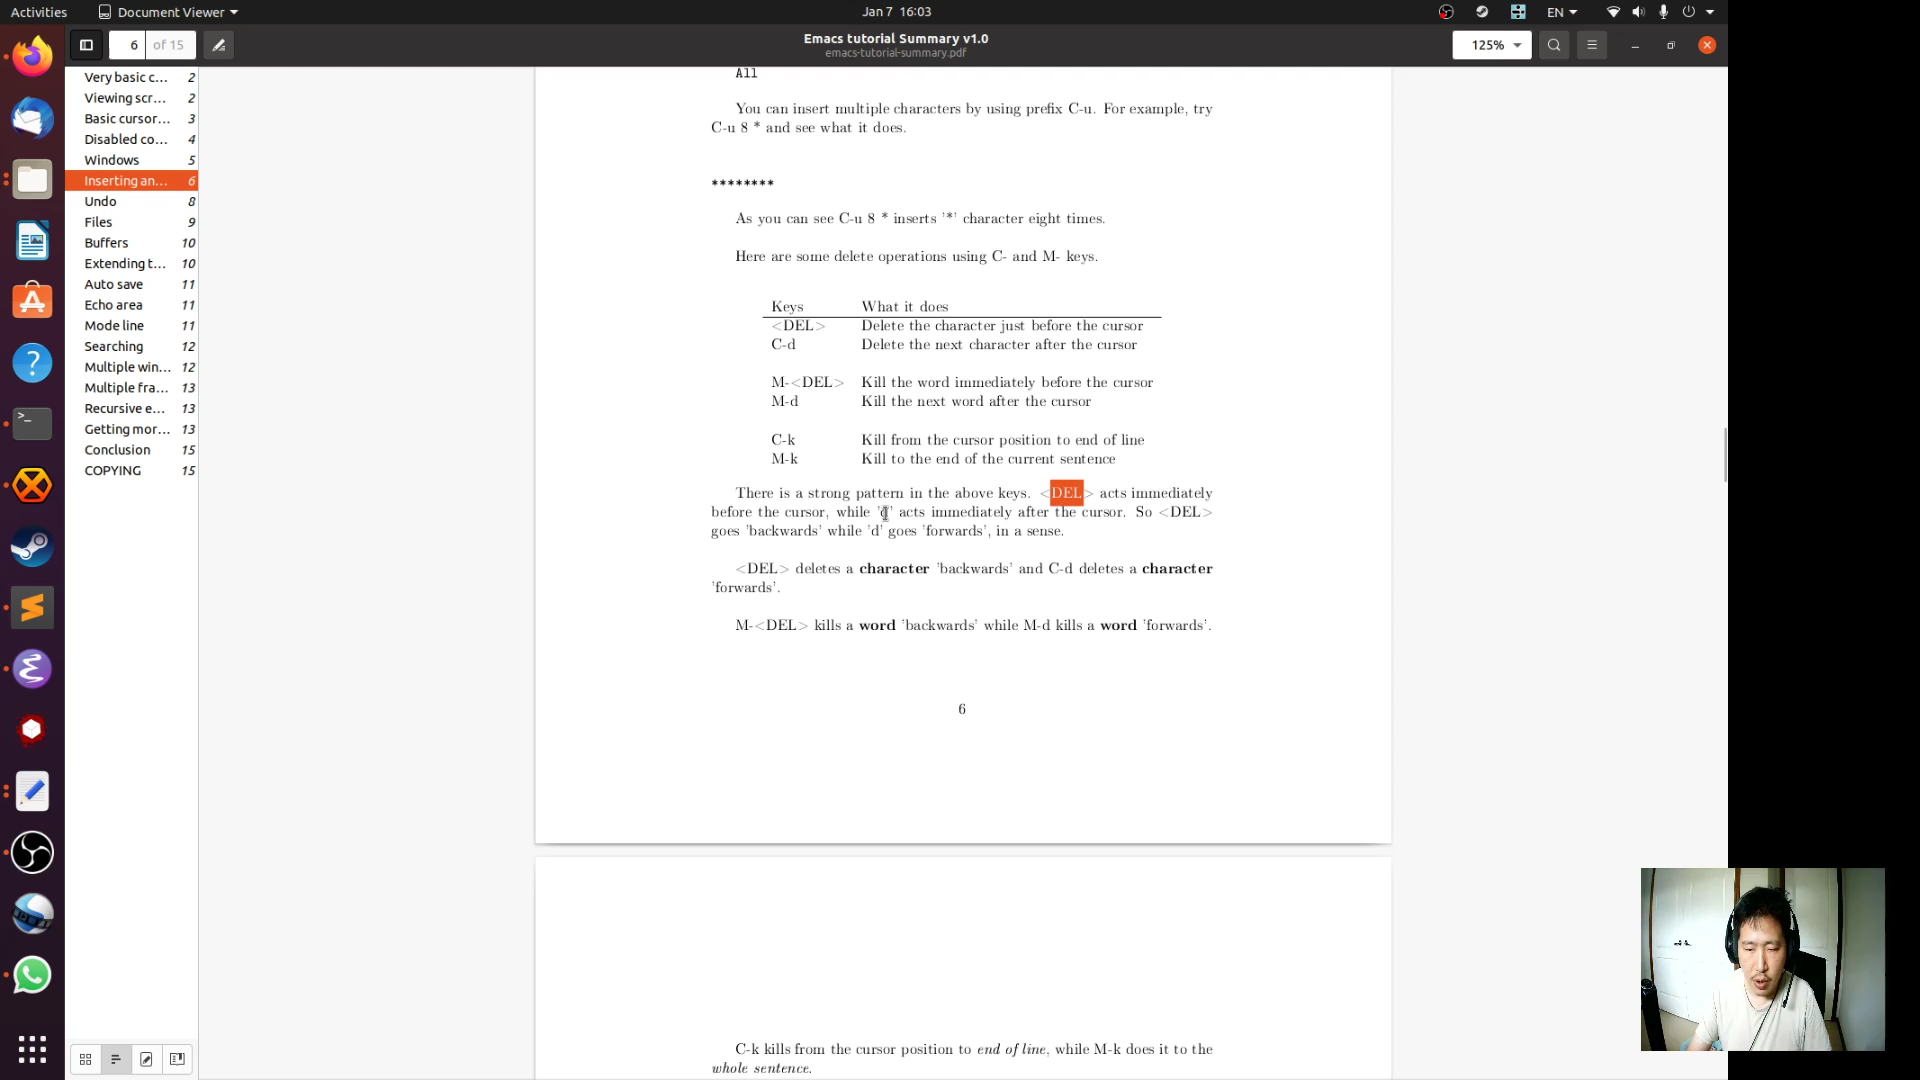 Activities
Document Viewer
Jan 7 16:03
EN
6 of 15
Emacs tutorial Summary v1.0
emacs-tutorial-summary.pdf
125%
Very basic c... 2
Viewing scr... 2
Basic cursor... 3
Disabled co... 4
Windows 5
Inserting an... 6
Undo 8
Files 9
Buffers 10
Extending t... 10
Auto save 11
Echo area 11
Mode line 11
Searching 12
Multiple win... 12
Multiple fra... 13
Recursive e... 13
Getting mor... 13
Conclusion 15
COPYING 15
All
You can insert multiple characters by using prefix C-u. For example, try
C-u 8 * and see what it does.
********
As you can see C-u 8 * inserts '*' character eight times.
Here are some delete operations using C- and M- keys.
Keys What it does
<DEL> Delete the character just before the cursor
C-d Delete the next character after the cursor
M-<DEL> Kill the word immediately before the cursor
M-d Kill the next word after the cursor
C-k Kill from the cursor position to end of line
M-k Kill to the end of the current sentence
There is a strong pattern in the above keys. <DEL> acts immediately
before the cursor, while 'd' acts immediately after the cursor. So <DEL>
goes 'backwards' while 'd' goes 'forwards', in a sense.
<DEL> deletes a character 'backwards' and C-d deletes a character
'forwards'.
M-<DEL> kills a word 'backwards' while M-d kills a word 'forwards'.
6
C-k kills from the cursor position to end of line, while M-k does it to the
whole sentence.